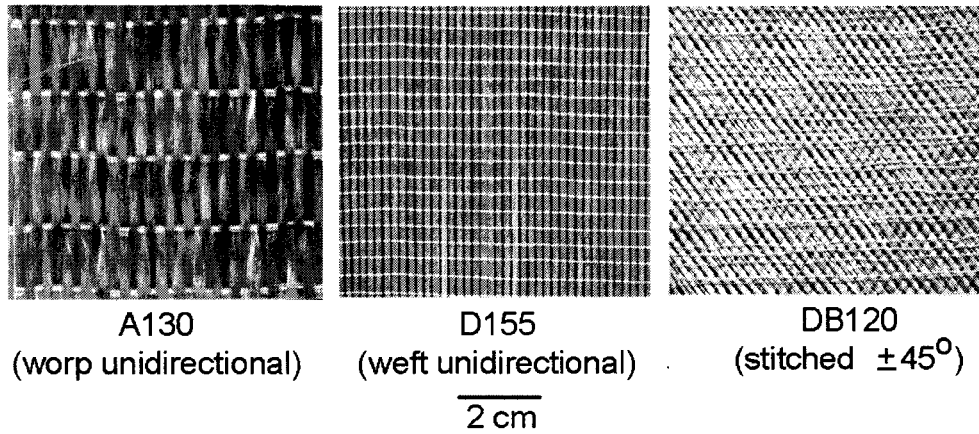 A130
(worp unidirectional)
D155
(weft unidirectional)
DB120
(stitched ±45°)
2 cm